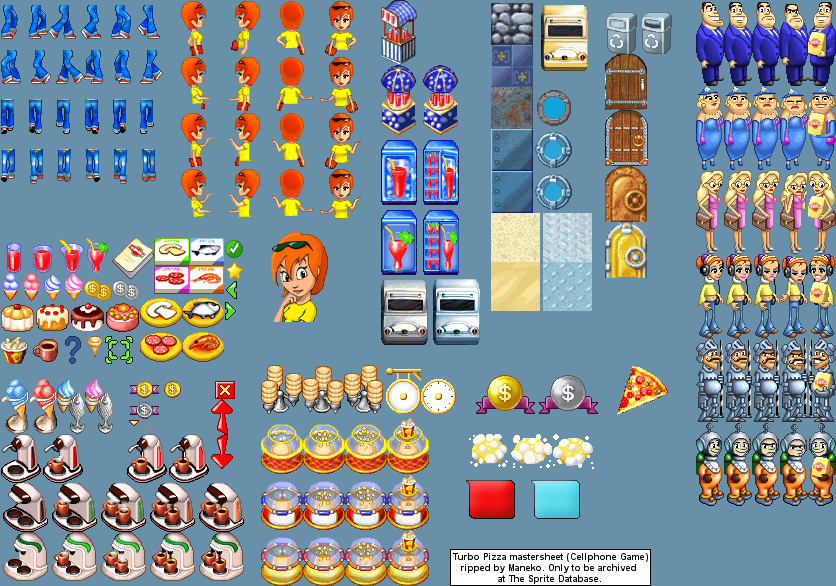 Turbo Pizza mastersheet (Cellphone Game)
ripped by Maneko. Only to be archived
at The Sprite Database.